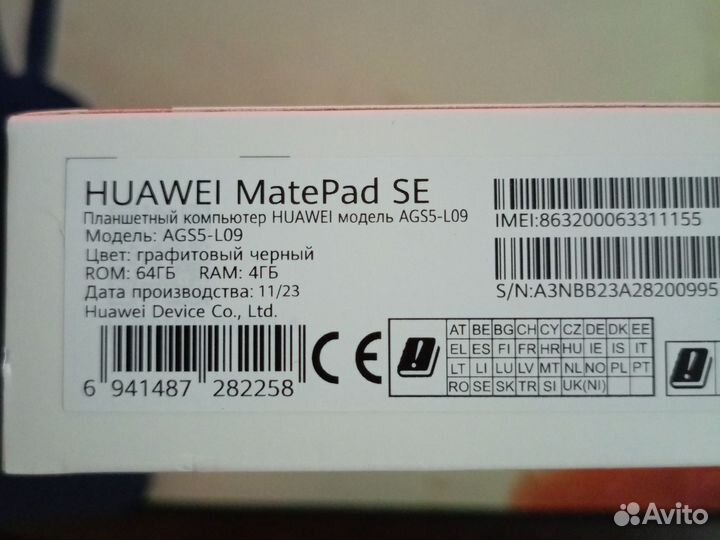 HUAWEI MatePad SE
Планшетный компьютер HUAWEI модель AGS5-L09
Модель: AGS5-L09
Цвет: графитовый черный
ROM: 64ГБ RAM: 4ГБ
Дата производства: 11/23
Huawei Device Co., Ltd.
6 941487 282258
CE
IMEI:863200063311155
S/N:A3NBB23A28200995
AT BE BG CH CY CZ DE DK EE
EL ES FI FR HR HU IE IS IT
LT LI LU LV MT NL NO PL PT
RO SE SK TR SI UK(NI)
Avito